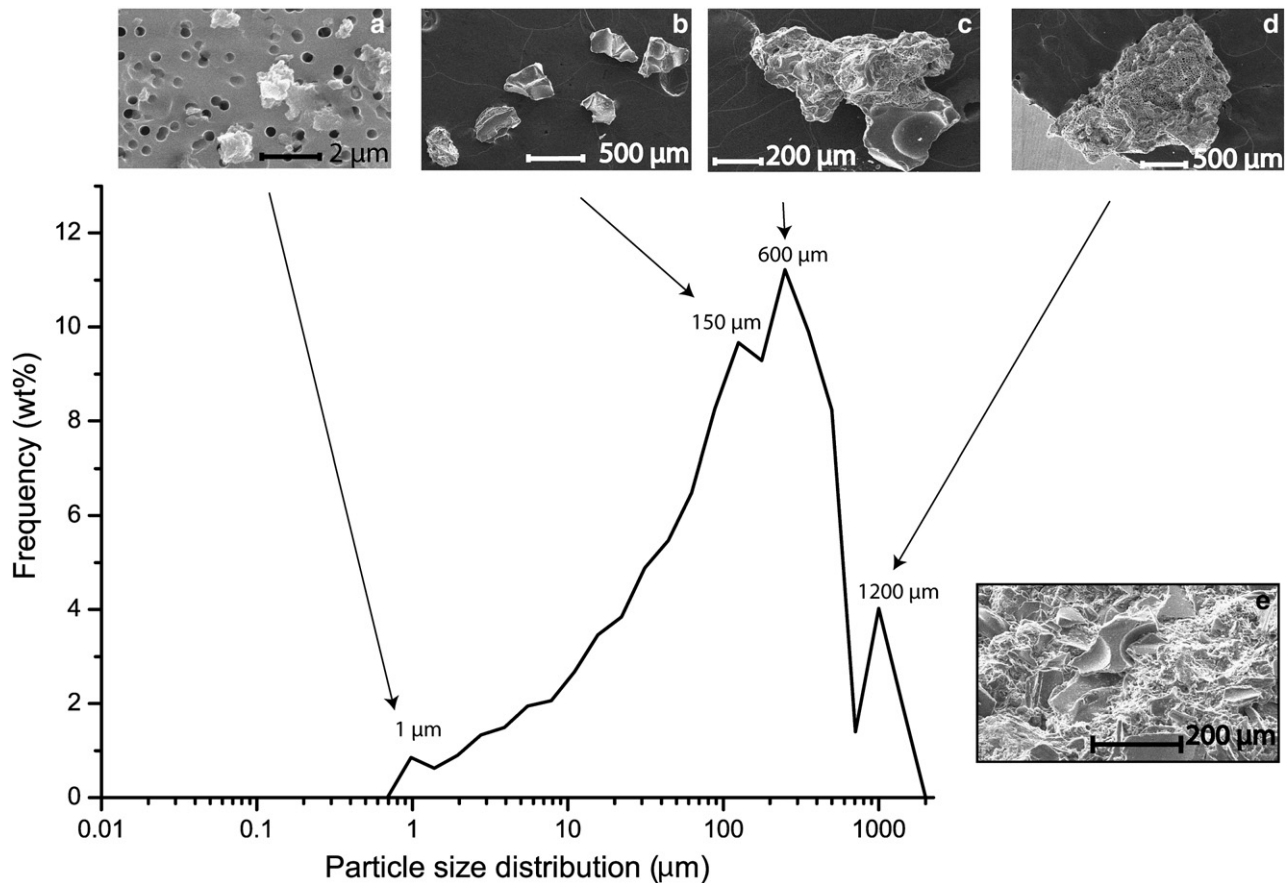 a
2 µm
b
500 µm
c
200 µm
d
500 µm
12
10
8
6
4
2
0
Frequency (wt%)
600 µm
150 µm
1200 µm
1 µm
e
200 µm
0.01 0.1 1 10 100 1000
Particle size distribution (µm)